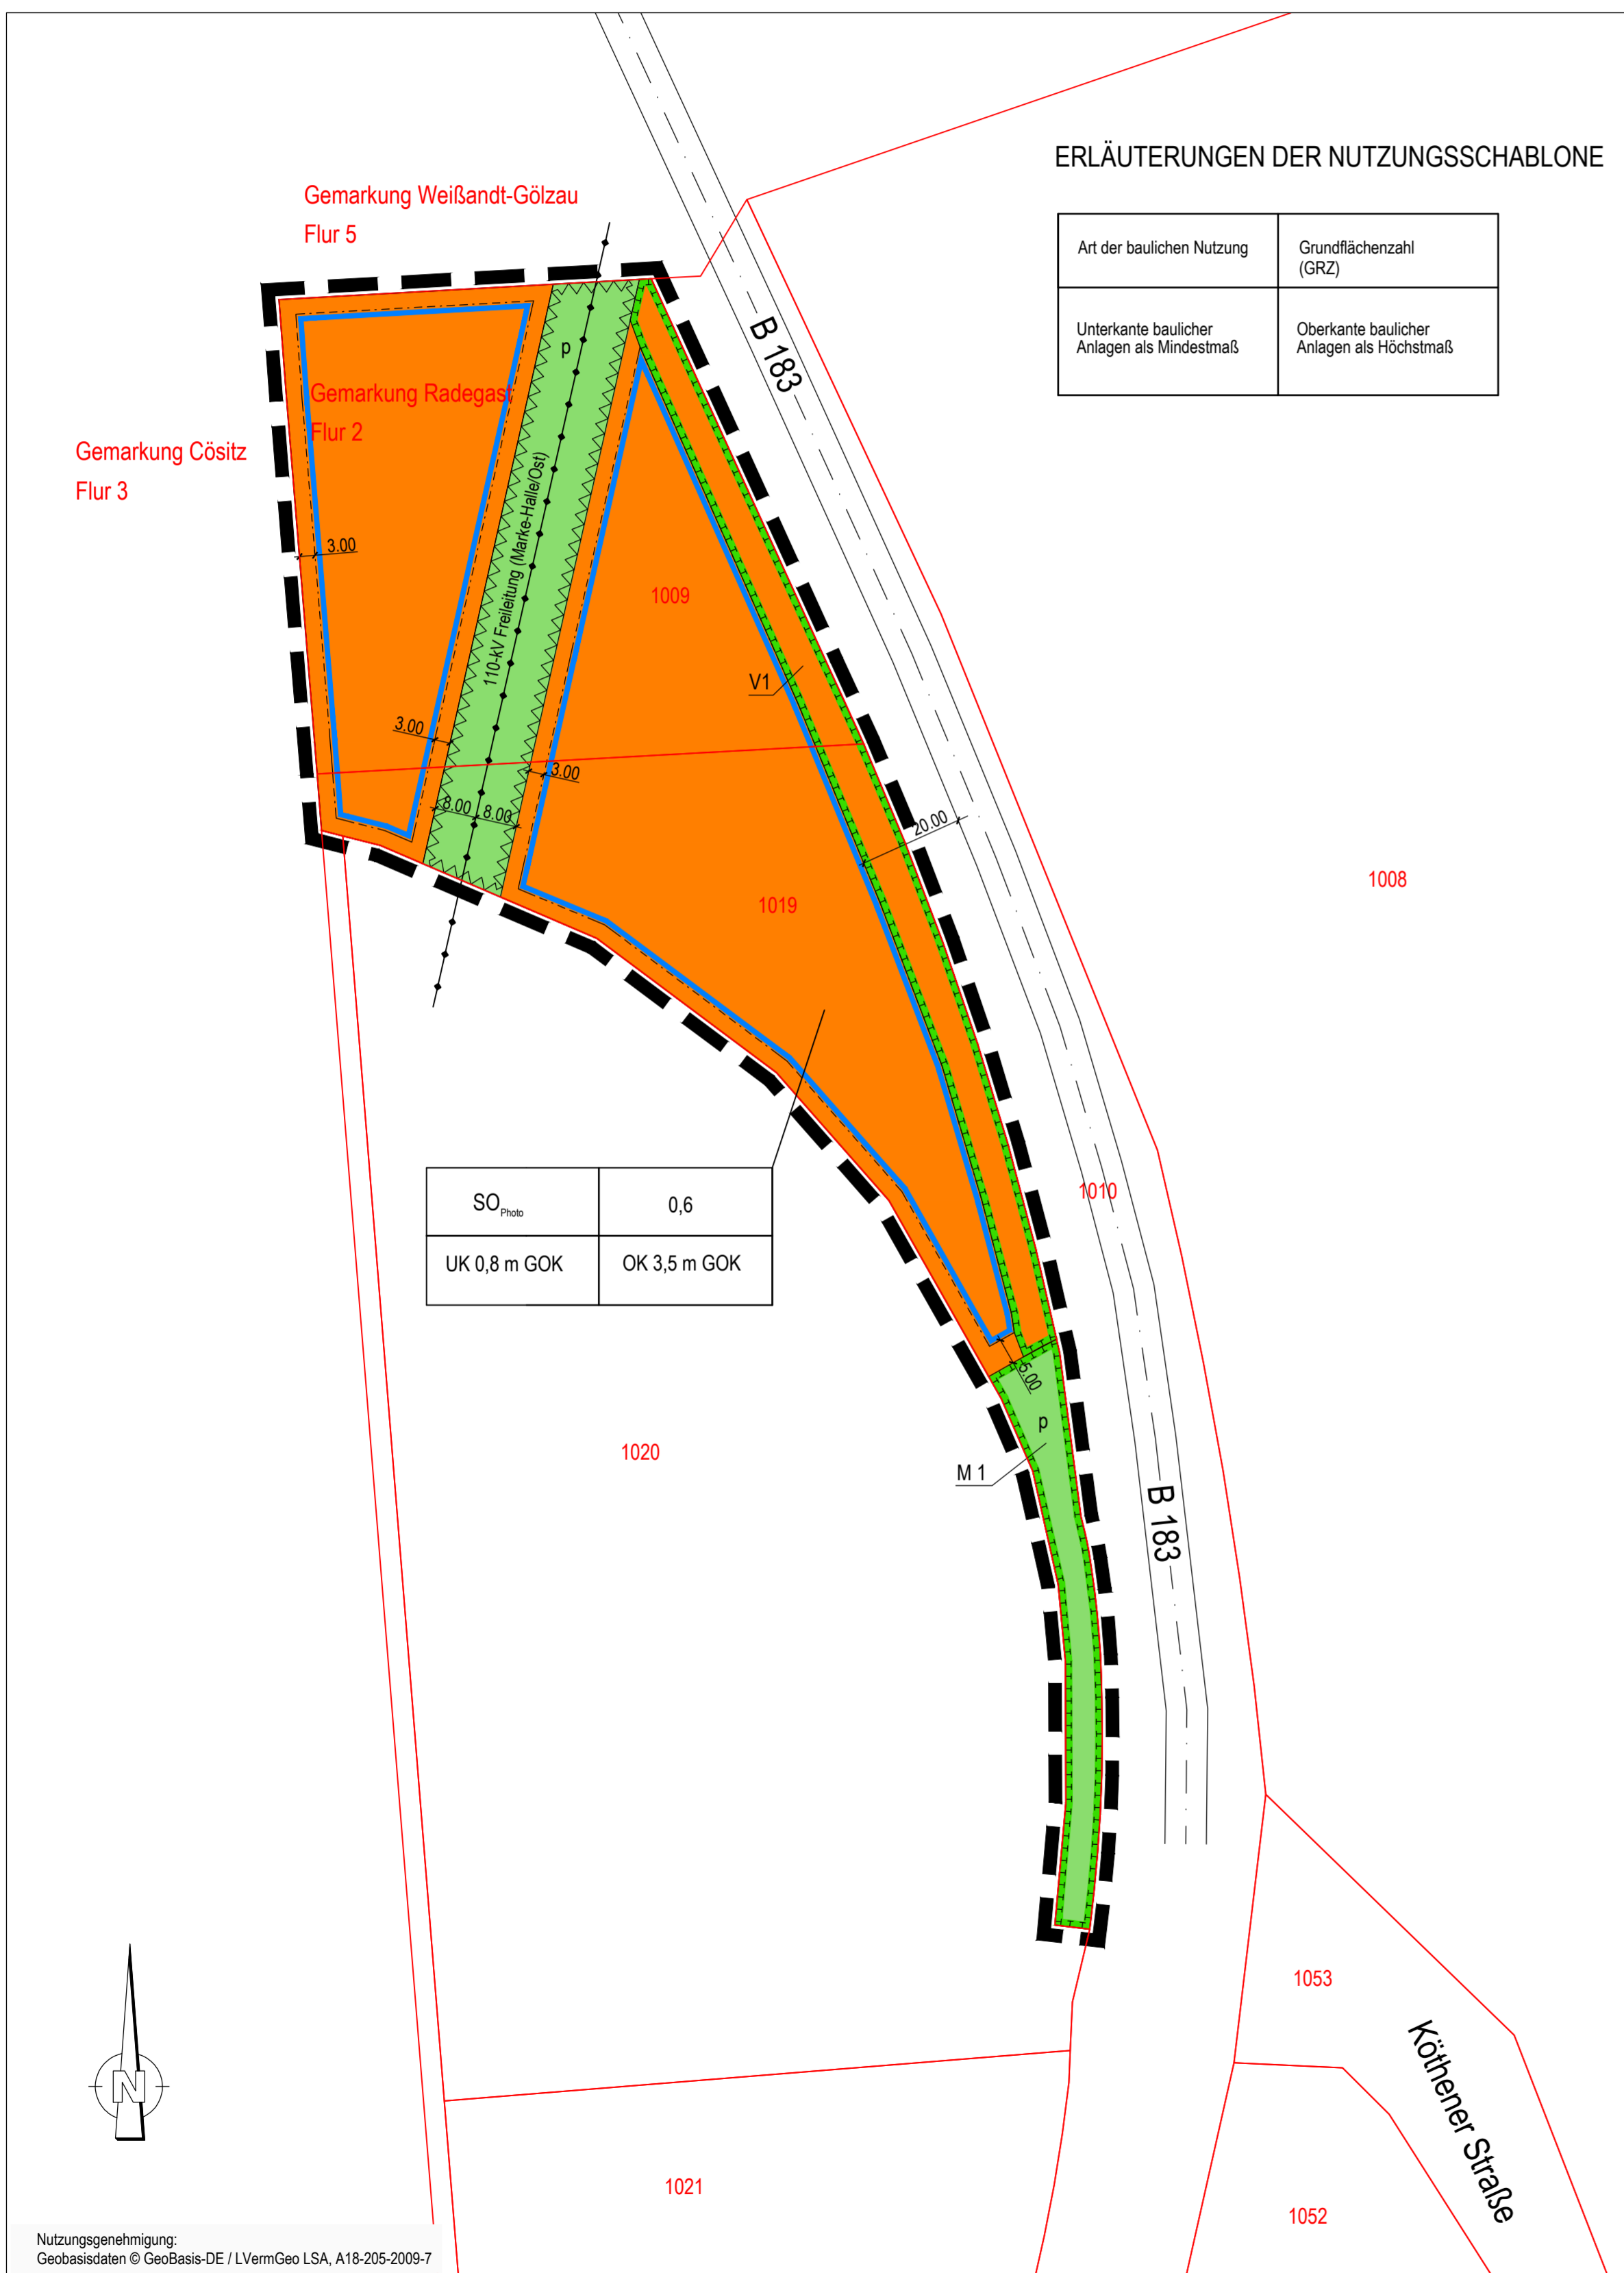 ERLÄUTERUNGEN DER NUTZUNGSSCHABLONE
Art der baulichen Nutzung
Grundflächenzahl
(GRZ)
Unterkante baulicher
Anlagen als Mindestmaß
Oberkante baulicher
Anlagen als Höchstmaß
Gemarkung Weißandt-Gölzau
Flur 5
B 183
p
Gemarkung Radegast
Flur 2
Gemarkung Cösitz
Flur 3
110-kV Freileitung (Marke-Halle/Ost)
3.00
1009
V1
3.00
3.00
8.00
8.00
20.00
1008
1019
SO Photo
0,6
UK 0,8 m GOK
OK 3,5 m GOK
1010
5.00
p
M 1
1020
B 183
1053
Köthener Straße
N
1021
1052
Nutzungsgenehmigung:
Geobasisdaten © GeoBasis-DE / LVermGeo LSA, A18-205-2009-7